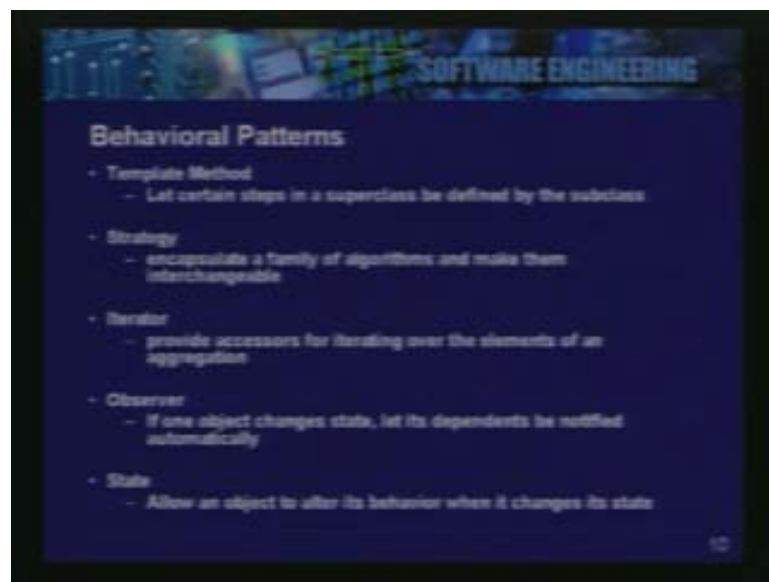 SOFTWARE ENGINEERING
Behavioral Patterns
- Template Method
– Let certain steps in a superclass be defined by the subclass
- Strategy
– encapsulate a family of algorithms and make them
interchangeable
- Iterator
– provide accessors for iterating over the elements of an
aggregation
- Observer
– If one object changes state, let its dependents be notified
automatically
- State
– Allow an object to alter its behavior when it changes its state